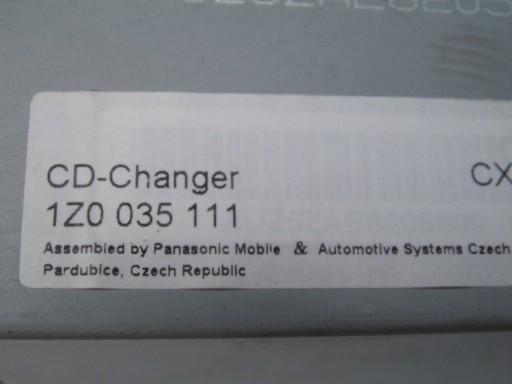 CD-Changer CX
1Z0 035 111
Assembled by Panasonic Mobile & Automotive Systems Czech
Pardubice, Czech Republic